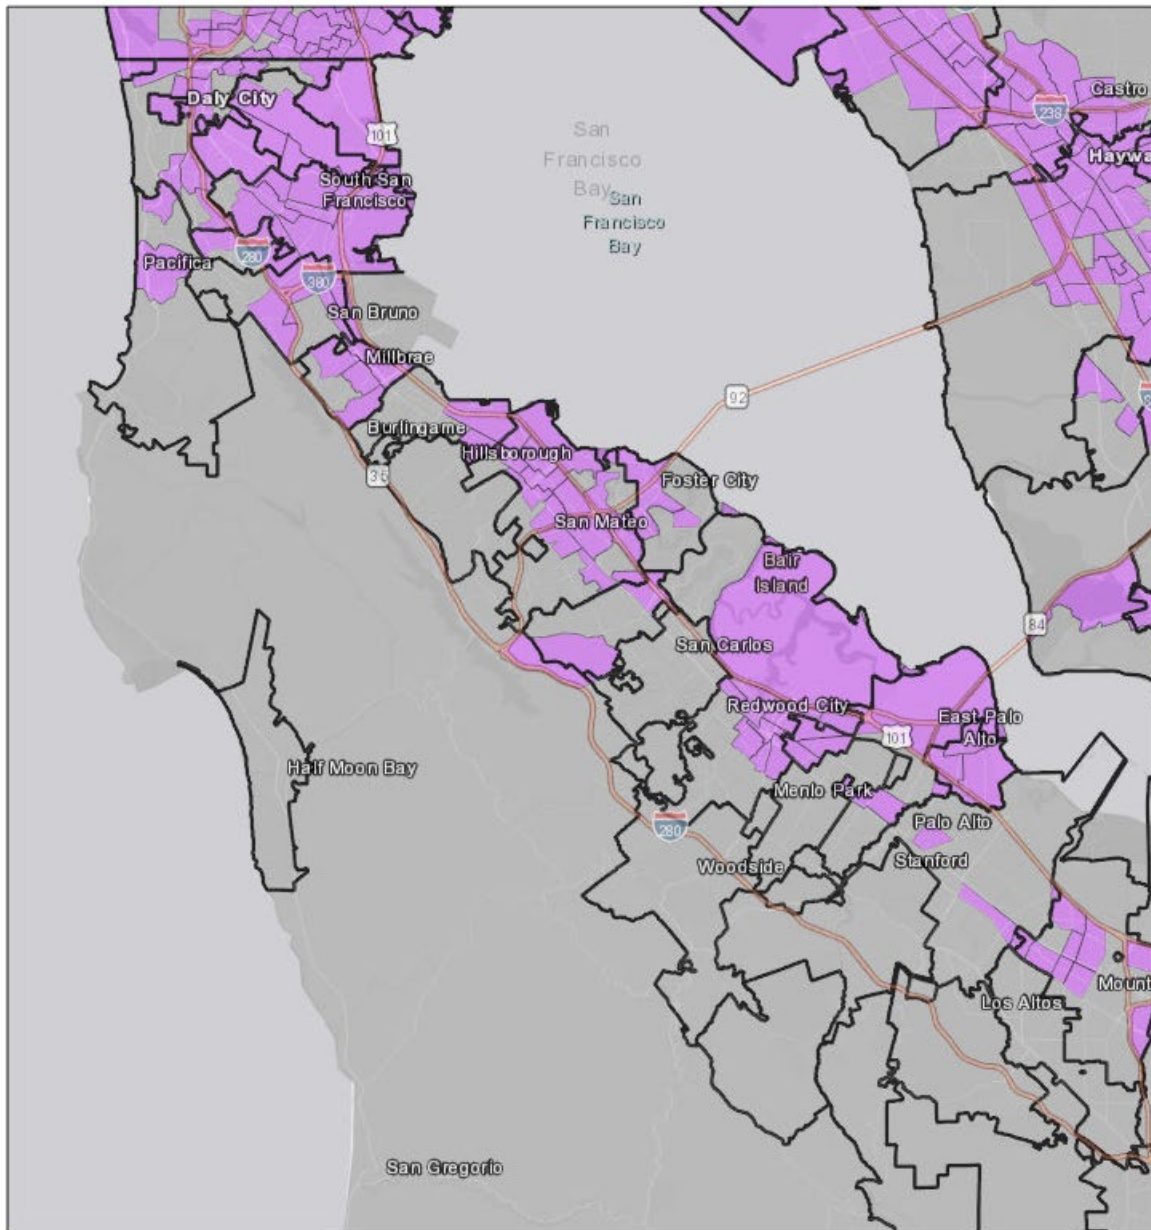 Castro
238
Daly City
101
San
Francisco
Bay
Haywa
South San
Francisco
San
Francisco
Bay
Pacifica
280
380
San Bruno
Millbrae
92
Burlingame
Hillsborough
35
Foster City
San Mateo
Bair
Island
84
San Carlos
Redwood City
East Palo
Alto
101
Half Moon Bay
Menlo Park
Palo Alto
280
Stanford
Woodside
Mount
Los Altos
San Gregorio